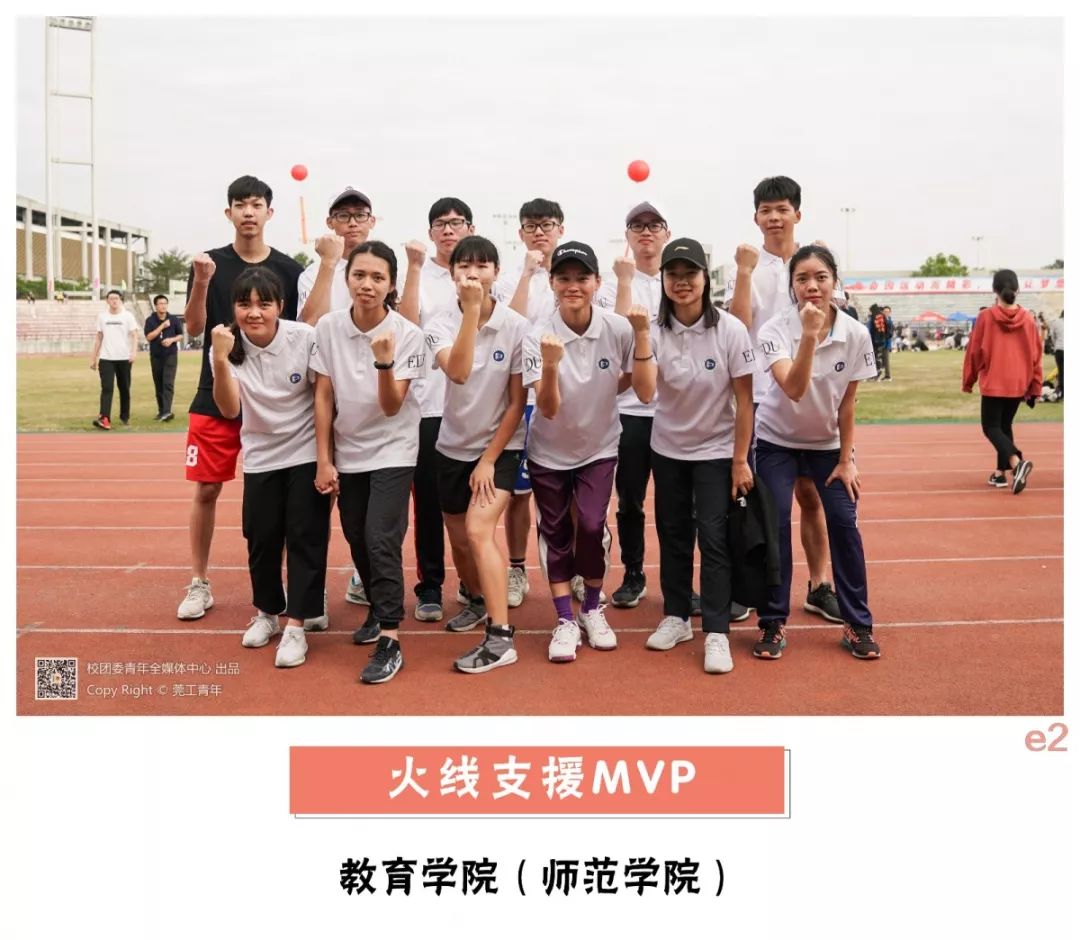 8
校团委青年全媒体中心 出品
Copy Right © 莞工青年
e2
火线支援MVP
教育学院（师范学院）